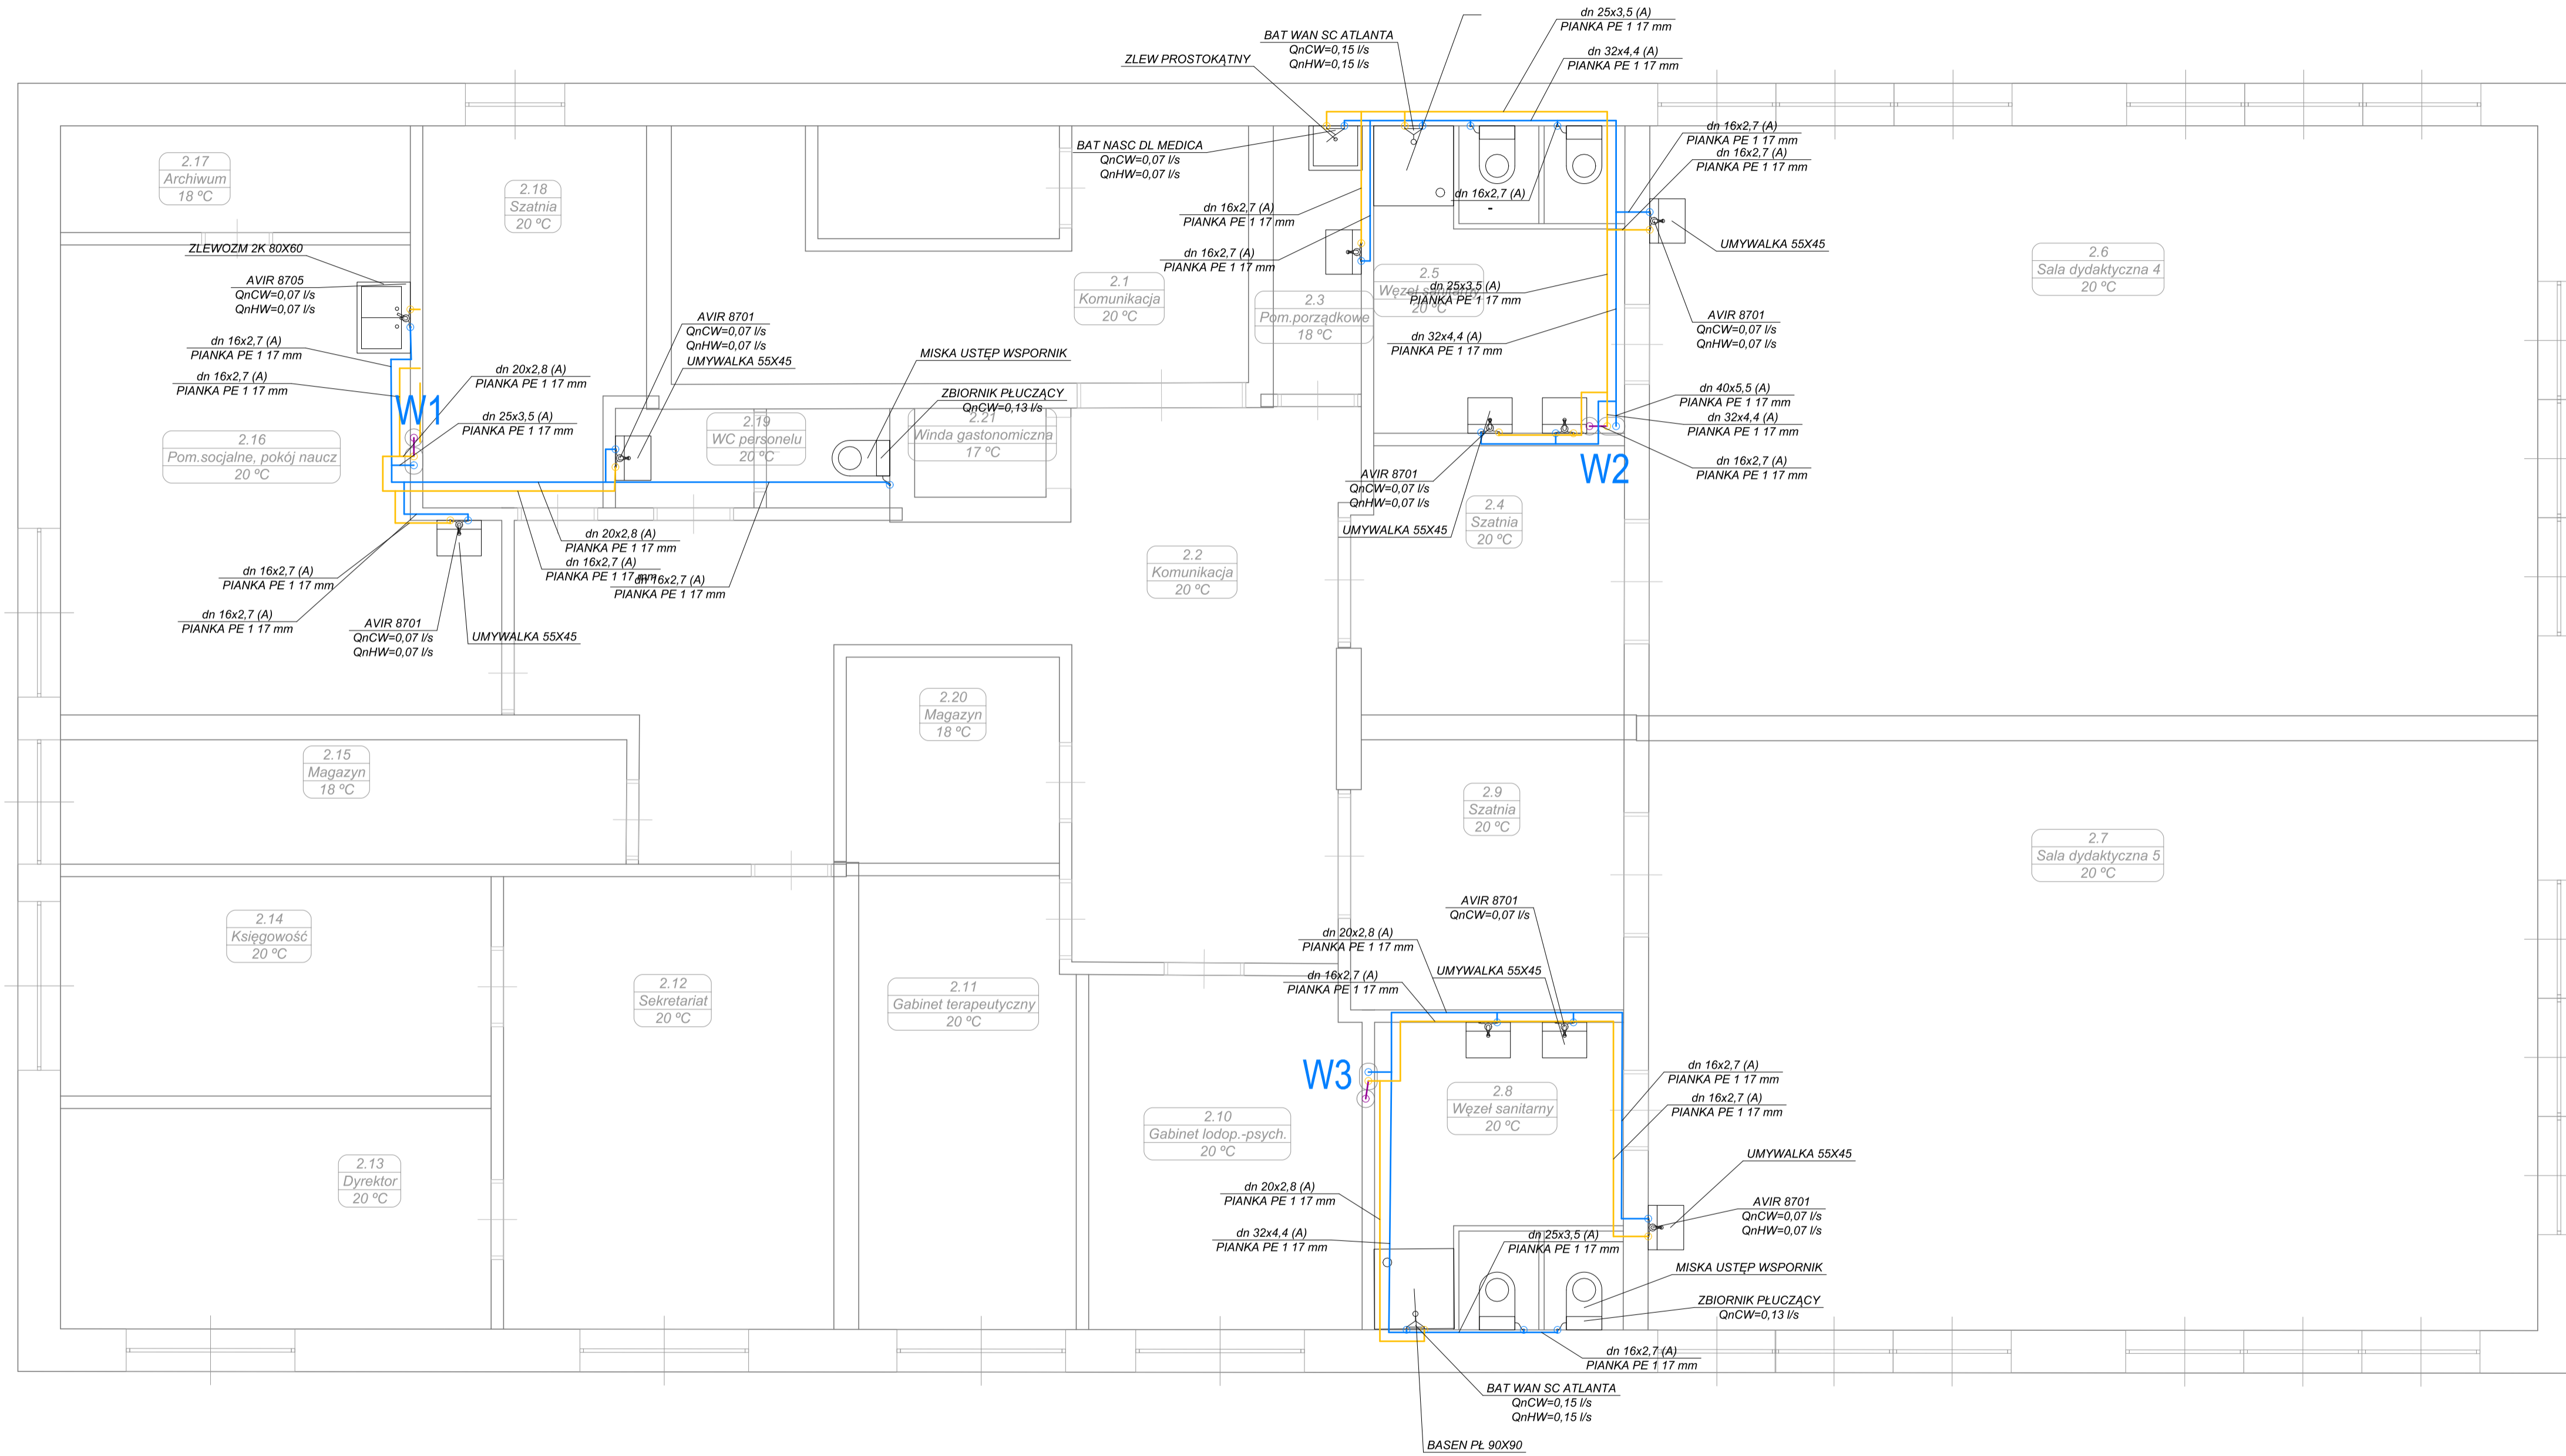 dn 25x3,5 (A)
PIANKA PE 1 17 mm
BAT WAN SC ATLANTA
QnCW=0,15 l/s
QnHW=0,15 l/s
dn 32x4,4 (A)
PIANKA PE 1 17 mm
ZLEW PROSTOKĄTNY
BAT NASC DL MEDICA
QnCW=0,07 l/s
QnHW=0,07 l/s
dn 16x2,7 (A)
PIANKA PE 1 17 mm
dn 16x2,7 (A)
PIANKA PE 1 17 mm
2.17
Archiwum
18 ºC
2.18
Szatnia
20 ºC
dn 16x2,7 (A)
-
dn 16x2,7 (A)
PIANKA PE 1 17 mm
dn 16x2,7 (A)
PIANKA PE 1 17 mm
UMYWALKA 55X45
ZLEWOZM 2K 80X60
AVIR 8705
QnCW=0,07 l/s
QnHW=0,07 l/s
2.1
Komunikacja
20 ºC
2.3
Pom.porządkowe
18 ºC
2.5
Węzeł sanitarny
20 ºC
dn 25x3,5 (A)
PIANKA PE 1 17 mm
2.6
Sala dydaktyczna 4
20 ºC
AVIR 8701
QnCW=0,07 l/s
QnHW=0,07 l/s
UMYWALKA 55X45
dn 32x4,4 (A)
PIANKA PE 1 17 mm
AVIR 8701
QnCW=0,07 l/s
QnHW=0,07 l/s
dn 16x2,7 (A)
PIANKA PE 1 17 mm
dn 16x2,7 (A)
PIANKA PE 1 17 mm
dn 20x2,8 (A)
PIANKA PE 1 17 mm
MISKA USTĘP WSPORNIK
ZBIORNIK PŁUCZĄCY
QnCW=0,13 l/s
dn 40x5,5 (A)
PIANKA PE 1 17 mm
W1
dn 25x3,5 (A)
PIANKA PE 1 17 mm
2.19
WC personelu
20 ºC
2.21
Winda gastonomiczna
17 ºC
dn 32x4,4 (A)
PIANKA PE 1 17 mm
2.16
Pom.socjalne, pokój naucz
20 ºC
W2
dn 16x2,7 (A)
PIANKA PE 1 17 mm
AVIR 8701
QnCW=0,07 l/s
QnHW=0,07 l/s
UMYWALKA 55X45
2.4
Szatnia
20 ºC
dn 20x2,8 (A)
PIANKA PE 1 17 mm
dn 16x2,7 (A)
PIANKA PE 1 17 mm
dn 16x2,7 (A)
PIANKA PE 1 17 mm
2.2
Komunikacja
20 ºC
dn 16x2,7 (A)
PIANKA PE 1 17 mm
dn 16x2,7 (A)
PIANKA PE 1 17 mm
AVIR 8701
QnCW=0,07 l/s
QnHW=0,07 l/s
UMYWALKA 55X45
2.20
Magazyn
18 ºC
2.15
Magazyn
18 ºC
2.9
Szatnia
20 ºC
2.7
Sala dydaktyczna 5
20 ºC
AVIR 8701
QnCW=0,07 l/s
dn 20x2,8 (A)
PIANKA PE 1 17 mm
UMYWALKA 55X45
dn 16x2,7 (A)
PIANKA PE 1 17 mm
2.14
Księgowość
20 ºC
2.12
Sekretariat
20 ºC
2.11
Gabinet terapeutyczny
20 ºC
W3
dn 16x2,7 (A)
PIANKA PE 1 17 mm
2.8
Węzeł sanitarny
20 ºC
dn 16x2,7 (A)
PIANKA PE 1 17 mm
2.10
Gabinet lodop.-psych.
20 ºC
2.13
Dyrektor
20 ºC
UMYWALKA 55X45
dn 20x2,8 (A)
PIANKA PE 1 17 mm
AVIR 8701
QnCW=0,07 l/s
QnHW=0,07 l/s
dn 32x4,4 (A)
PIANKA PE 1 17 mm
dn 25x3,5 (A)
PIANKA PE 1 17 mm
MISKA USTĘP WSPORNIK
ZBIORNIK PŁUCZĄCY
QnCW=0,13 l/s
dn 16x2,7 (A)
PIANKA PE 1 17 mm
BAT WAN SC ATLANTA
QnCW=0,15 l/s
QnHW=0,15 l/s
BASEN PŁ 90X90